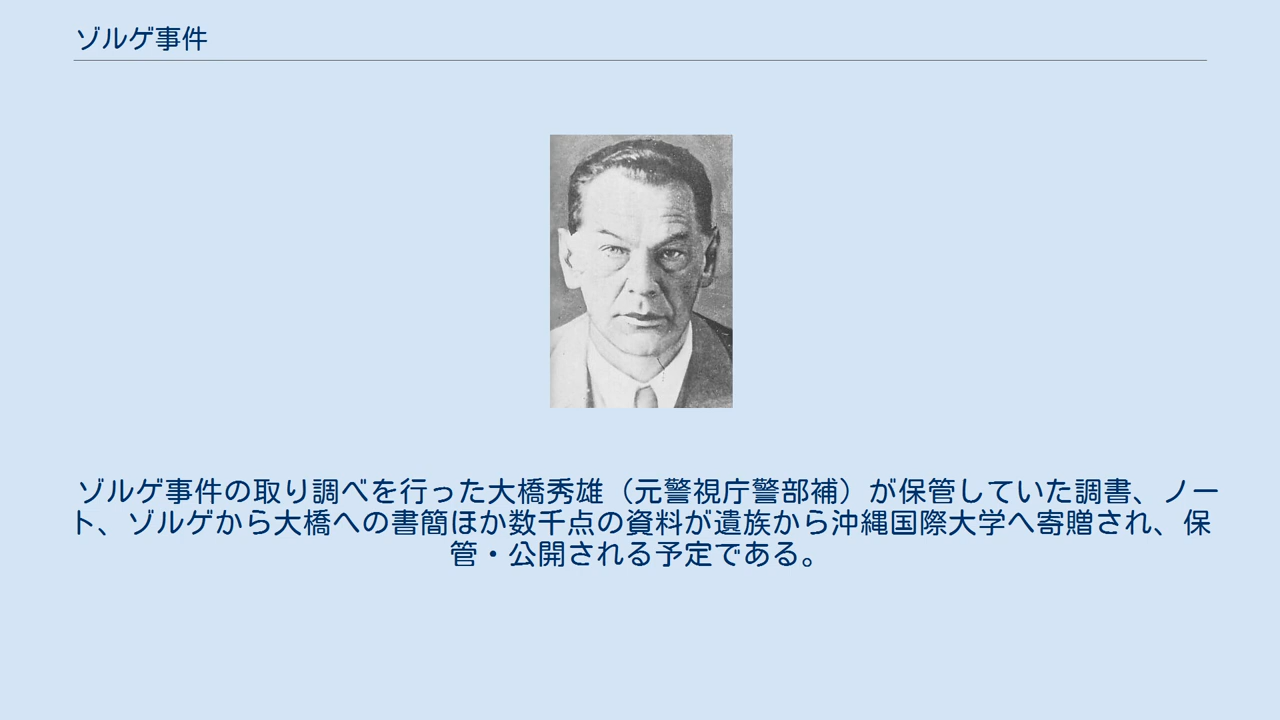 ゾルゲ事件
ゾルゲ事件の取り調べを行った大橋秀雄（元警視庁警部補）が保管していた調書、ノー
ト、ゾルゲから大橋への書簡ほか数千点の資料が遺族から沖縄国際大学へ寄贈され、保
管・公開される予定である。